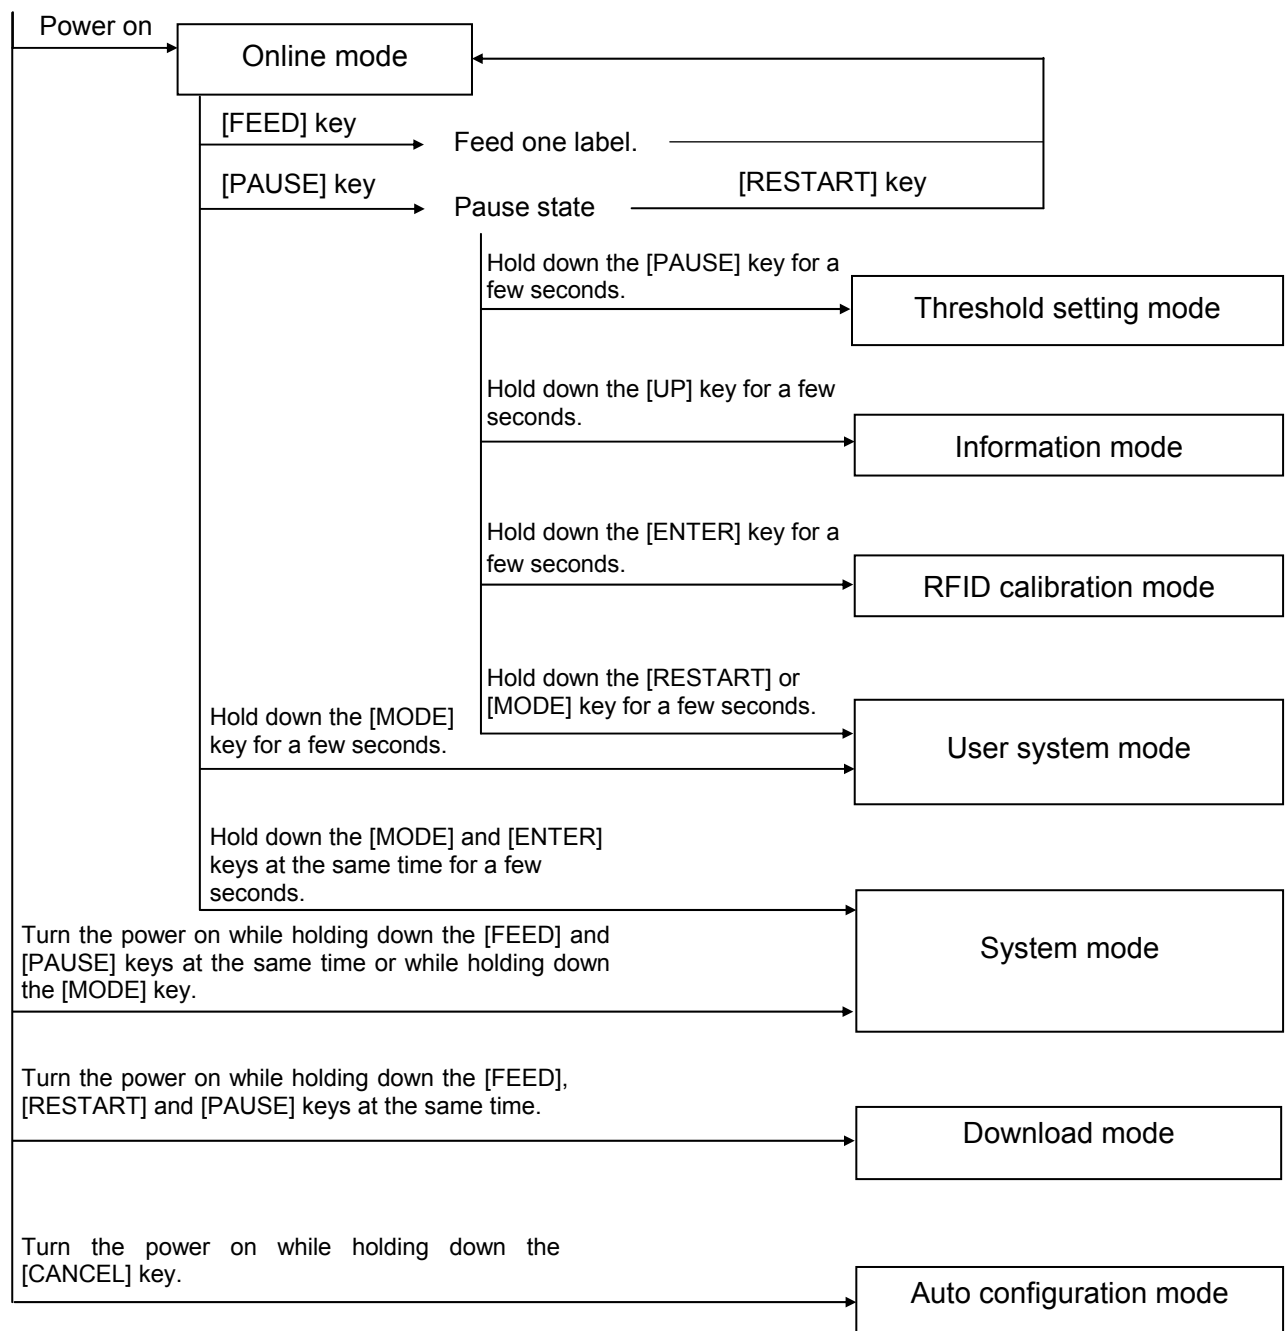 Power on
Online mode
[FEED] key
Feed one label.
[PAUSE] key
[RESTART] key
Pause state
Hold down the [PAUSE] key for a
few seconds.
Threshold setting mode
Hold down the [UP] key for a few
seconds.
Information mode
Hold down the [ENTER] key for a
few seconds.
RFID calibration mode
Hold down the [RESTART] or
[MODE] key for a few seconds.
Hold down the [MODE]
key for a few seconds.
User system mode
Hold down the [MODE] and [ENTER]
keys at the same time for a few
seconds.
Turn the power on while holding down the [FEED] and
[PAUSE] keys at the same time or while holding down
the [MODE] key.
System mode
Turn the power on while holding down the [FEED],
[RESTART] and [PAUSE] keys at the same time.
Download mode
Turn the power on while holding down the
[CANCEL] key.
Auto configuration mode